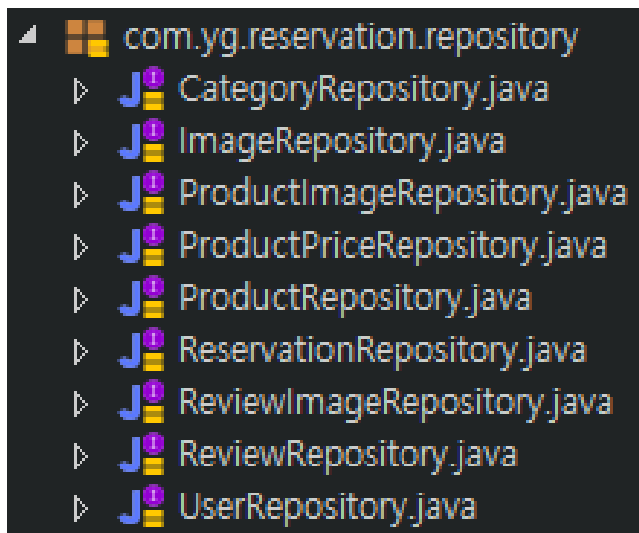 com.yg.reservation.repository
CategoryRepository.java
ImageRepository.java
ProductImageRepository.java
ProductPriceRepository.java
ProductRepository.java
ReservationRepository.java
ReviewImageRepository.java
ReviewRepository.java
UserRepository.java